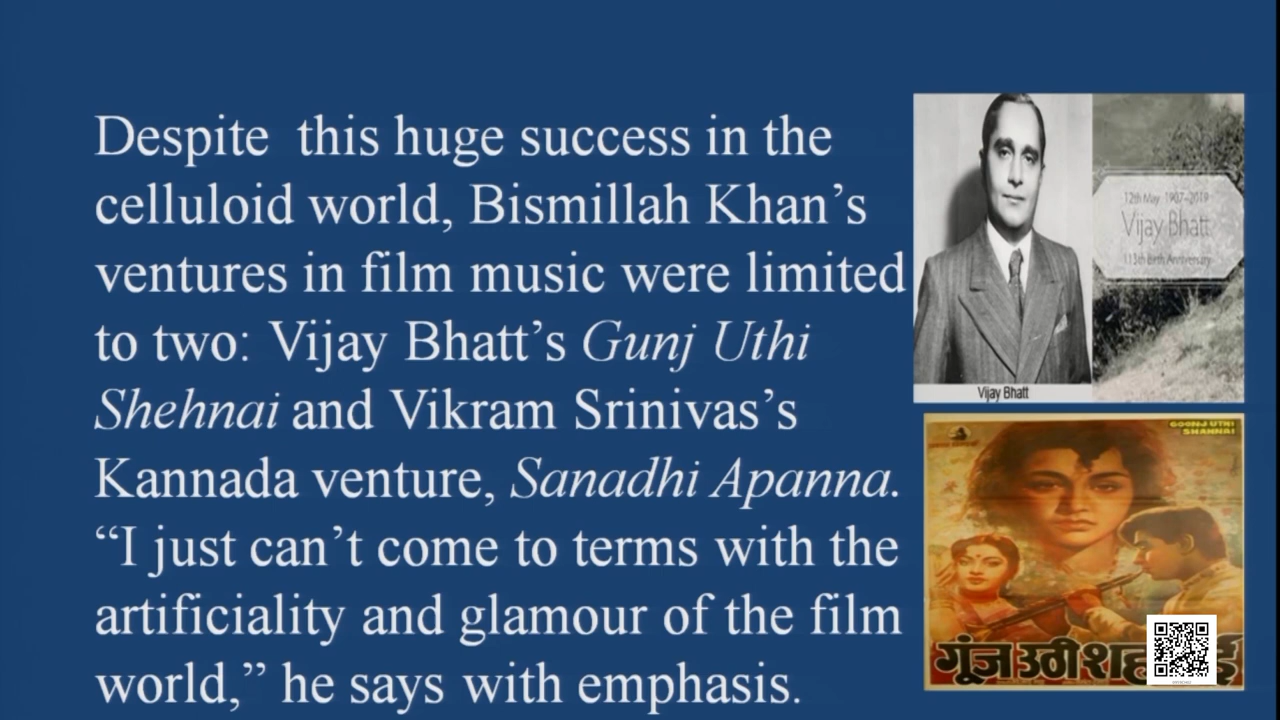 Despite this huge success in the
celluloid world, Bismillah Khan’s
ventures in film music were limited
to two: Vijay Bhatt’s Gunj Uthi
Shehnai and Vikram Srinivas’s
Kannada venture, Sanadhi Apanna.
“I just can’t come to terms with the
artificiality and glamour of the film
world,” he says with emphasis.
12th May 1907-2019
Vijay Bhatt
113th Birth Anniversary
Vijay Bhatt
GOONJ UTHI
SHANNAI
गूंज उठी